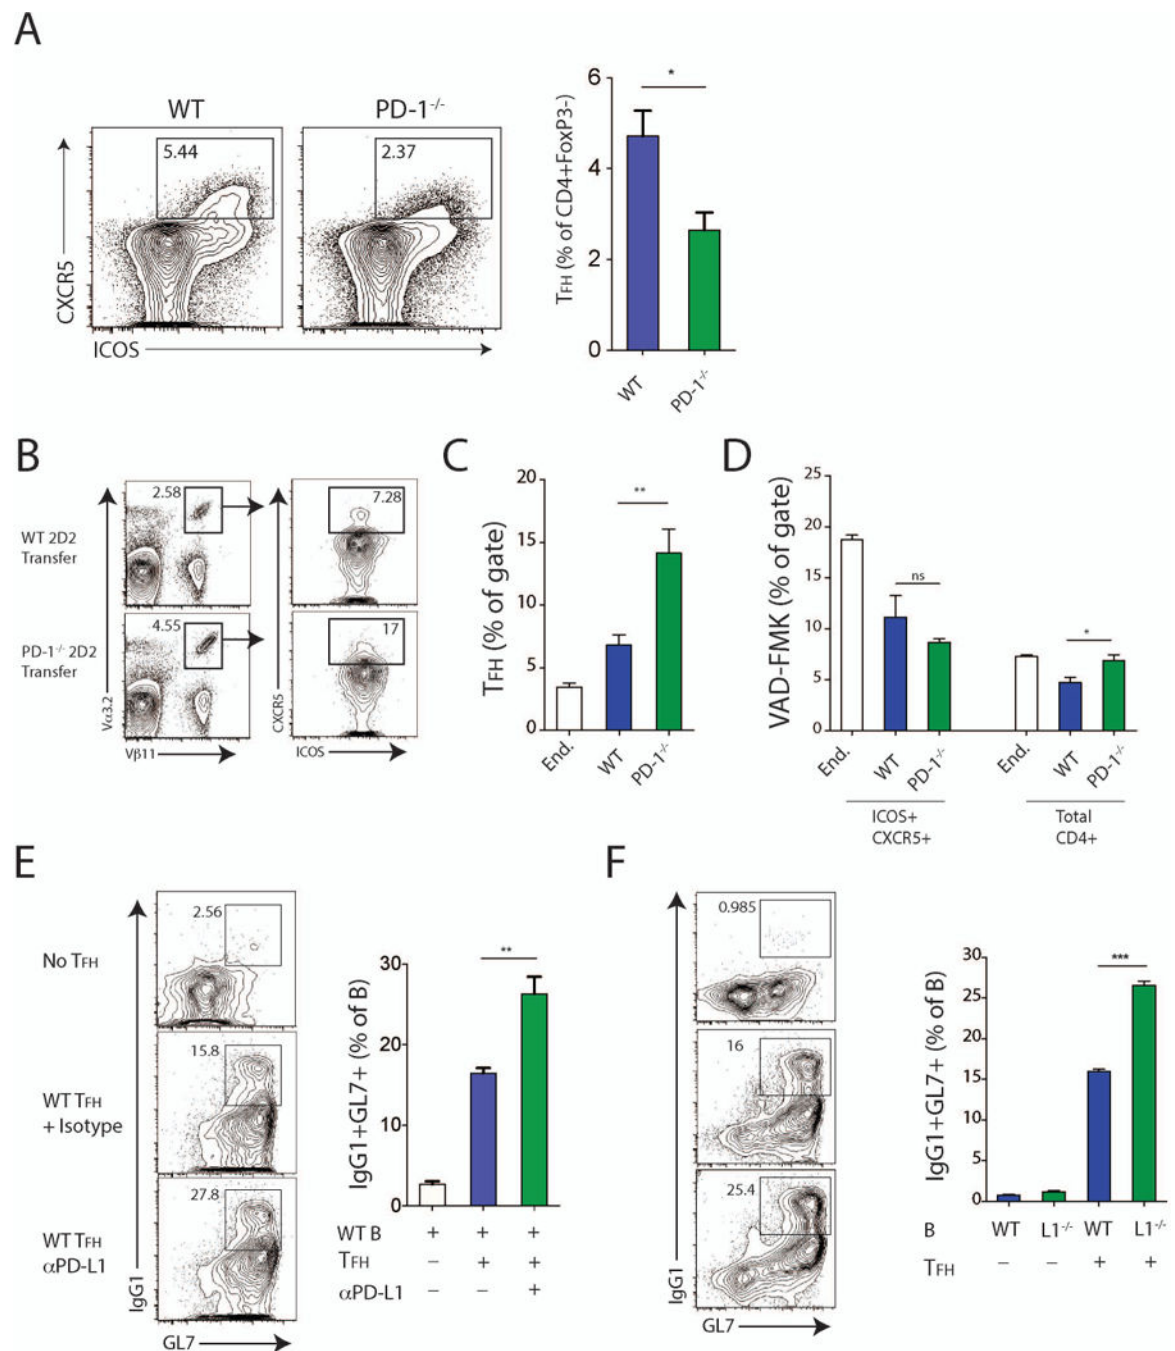 A
WT
PD-1-/-
5.44
2.37
CXCR5
ICOS
6
4
2
0
TFH (% of CD4+FoxP3-)
*
WT
PD-1-/-
B
WT 2D2
Transfer
PD-1-/- 2D2
Transfer
2.58
7.28
4.55
17
Vα3.2
Vβ11
CXCR5
ICOS
C
20
15
10
5
0
TFH (% of gate)
**
End.
WT
PD-1-/-
D
25
20
15
10
5
0
VAD-FMK (% of gate)
ns
*
End.
WT
PD-1-/-
End.
WT
PD-1-/-
ICOS+
CXCR5+
Total
CD4+
E
No TFH
WT TFH
+ Isotype
WT TFH
αPD-L1
2.56
15.8
27.8
IgG1
GL7
30
20
10
0
IgG1+GL7+ (% of B)
**
WT B + + +
TFH – + +
αPD-L1 – – +
F
0.985
16
25.4
IgG1
GL7
30
25
20
15
10
5
0
IgG1+GL7+ (% of B)
***
B WT L1-/- WT L1-/-
TFH – – + +